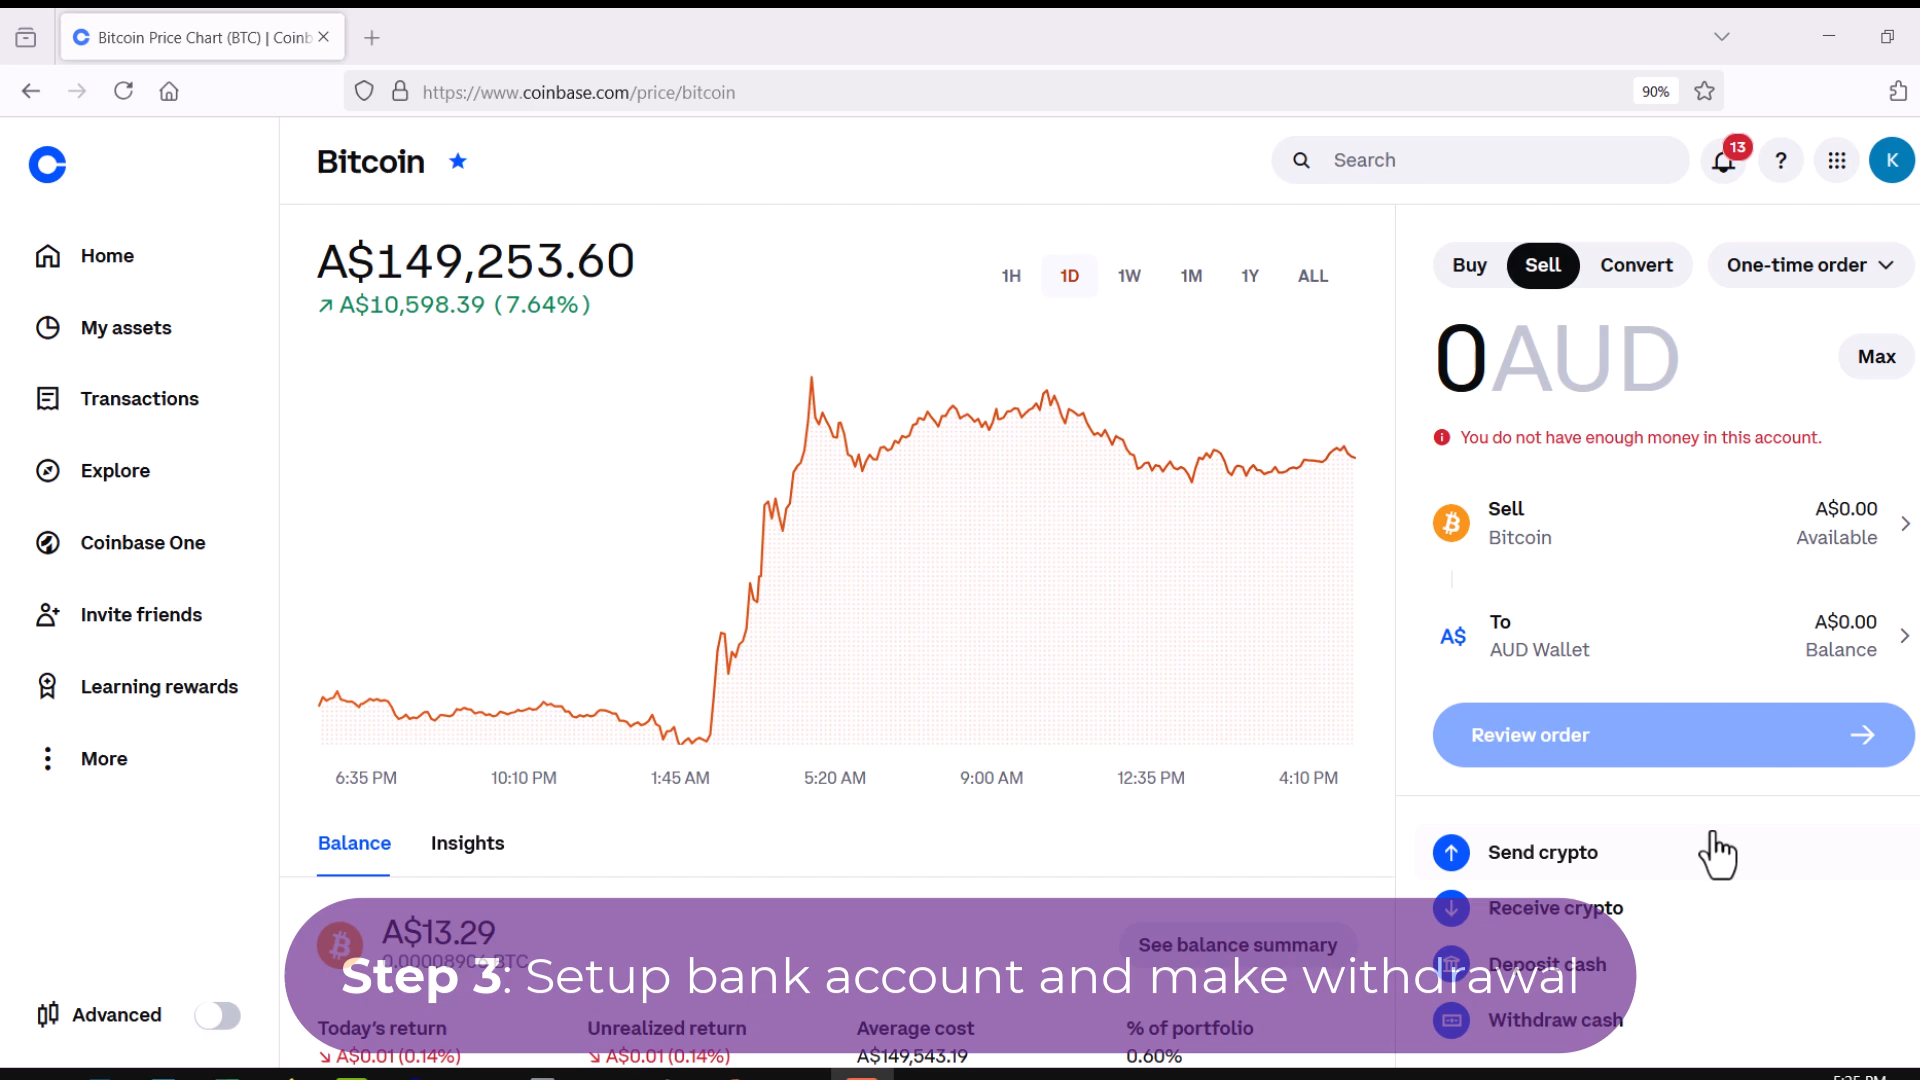 Bitcoin Price Chart (BTC) | Coinb
https://www.coinbase.com/price/bitcoin
90%
Bitcoin
Search
13
?
K
Home
My assets
Transactions
Explore
Coinbase One
Invite friends
Learning rewards
More
Advanced
A$149,253.60
A$10,598.39 (7.64%)
1H 1D 1W 1M 1Y ALL
6:35 PM 10:10 PM 1:45 AM 5:20 AM 9:00 AM 12:35 PM 4:10 PM
Balance Insights
A$13.29
0.00008906 BTC
See balance summary
Step 3: Setup bank account and make withdrawal
Today's return Unrealized return Average cost % of portfolio
A$0.01 (0.14%) A$0.01 (0.14%) A$149,543.19 0.60%
Buy Sell Convert One-time order
0AUD
Max
You do not have enough money in this account.
Sell A$0.00
Bitcoin Available
A$ To A$0.00
AUD Wallet Balance
Review order
Send crypto
Receive crypto
Deposit cash
Withdraw cash